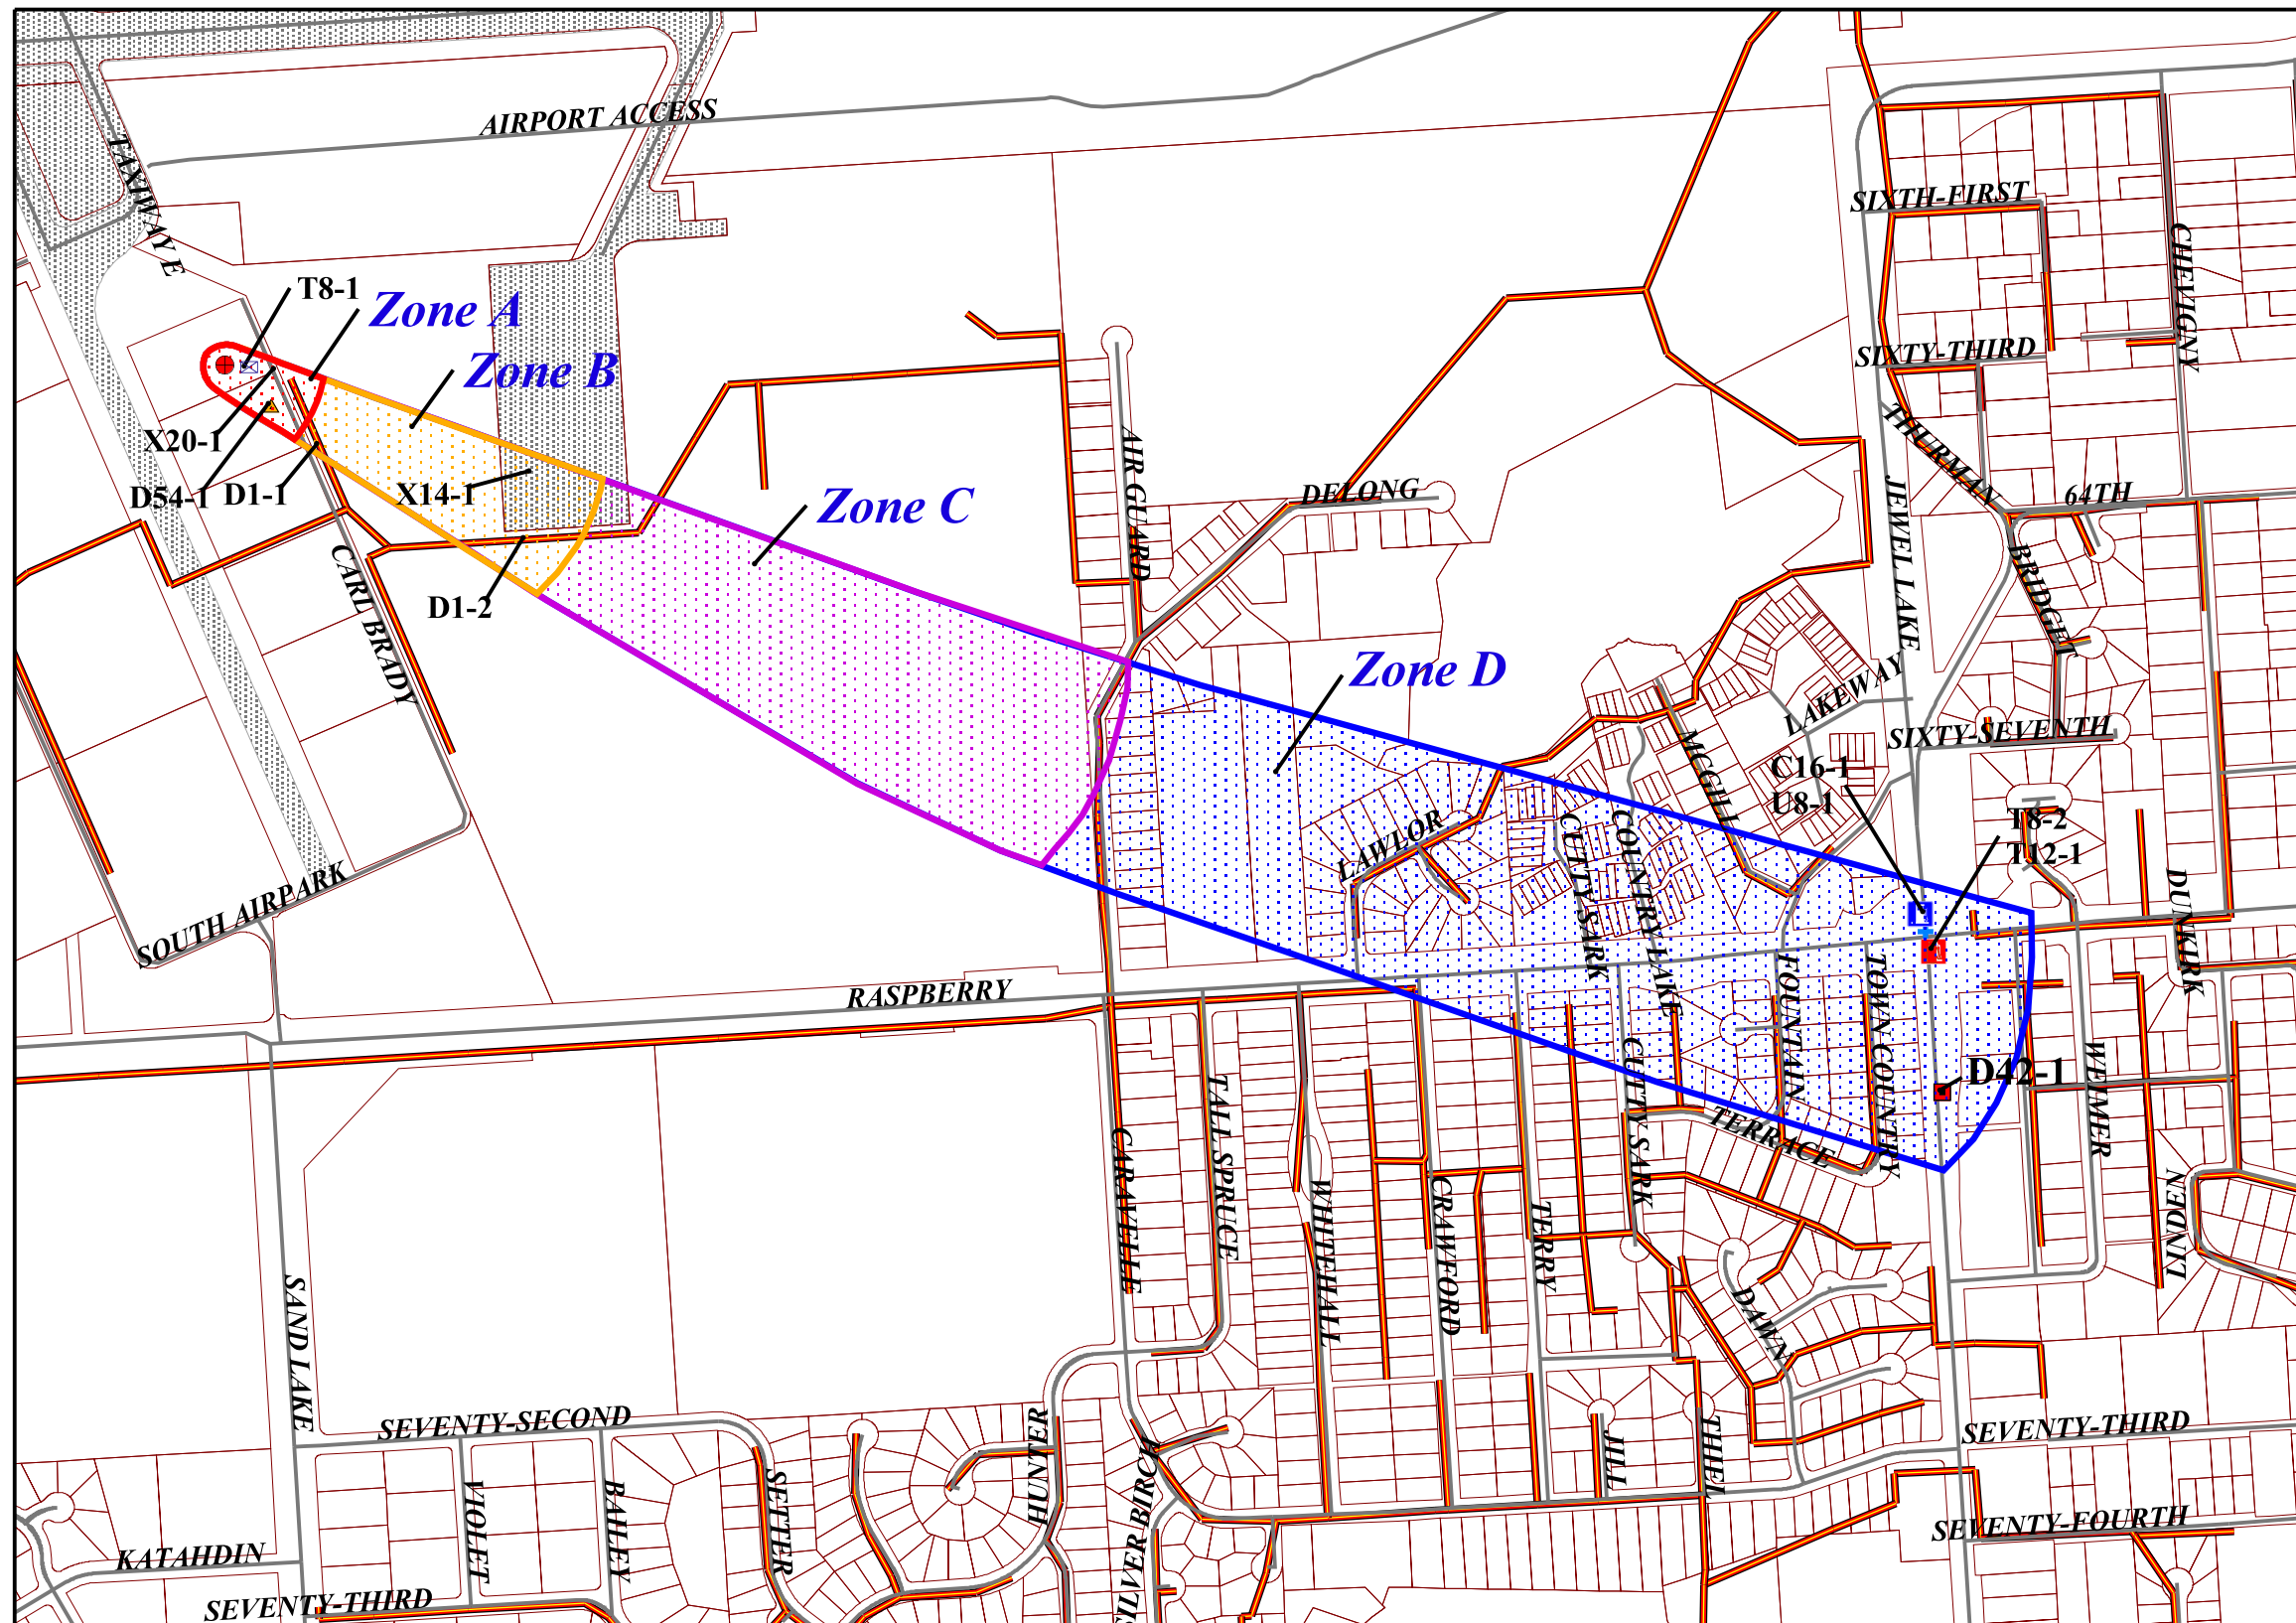 AIRPORT ACCESS
TAXIWAY E
SIXTH-FIRST
CHEVIGNY
T8-1
Zone A
Zone B
SIXTY-THIRD
THURMAN
X20-1
D54-1
D1-1
X14-1
Zone C
AIR GUARD
DELONG
JEWEL LAKE
64TH
BRIDGET
CARL BRADY
D1-2
Zone D
LAKEWAY
SIXTY-SEVENTH
MCGILL
C16-1
U8-1
T8-2
T12-1
LAWLOR
CUTTY SARK
COUNTRY LAKE
DUNKIRK
SOUTH AIRPARK
RASPBERRY
FOUNTAIN
TOWN COUNTRY
WEIMER
D42-1
CUTTY SARK
TERRACE
TALL SPRUCE
CARAVELLE
WHITEHALL
CRAWFORD
TERRY
LINDEN
SAND LAKE
DAWN
SEVENTY-SECOND
SEVENTY-THIRD
HUNTER
SILVER BIRCH
JILL
THEL
VIOLET
BAILEY
SETTER
SEVENTY-FOURTH
KATAHDIN
SEVENTY-THIRD